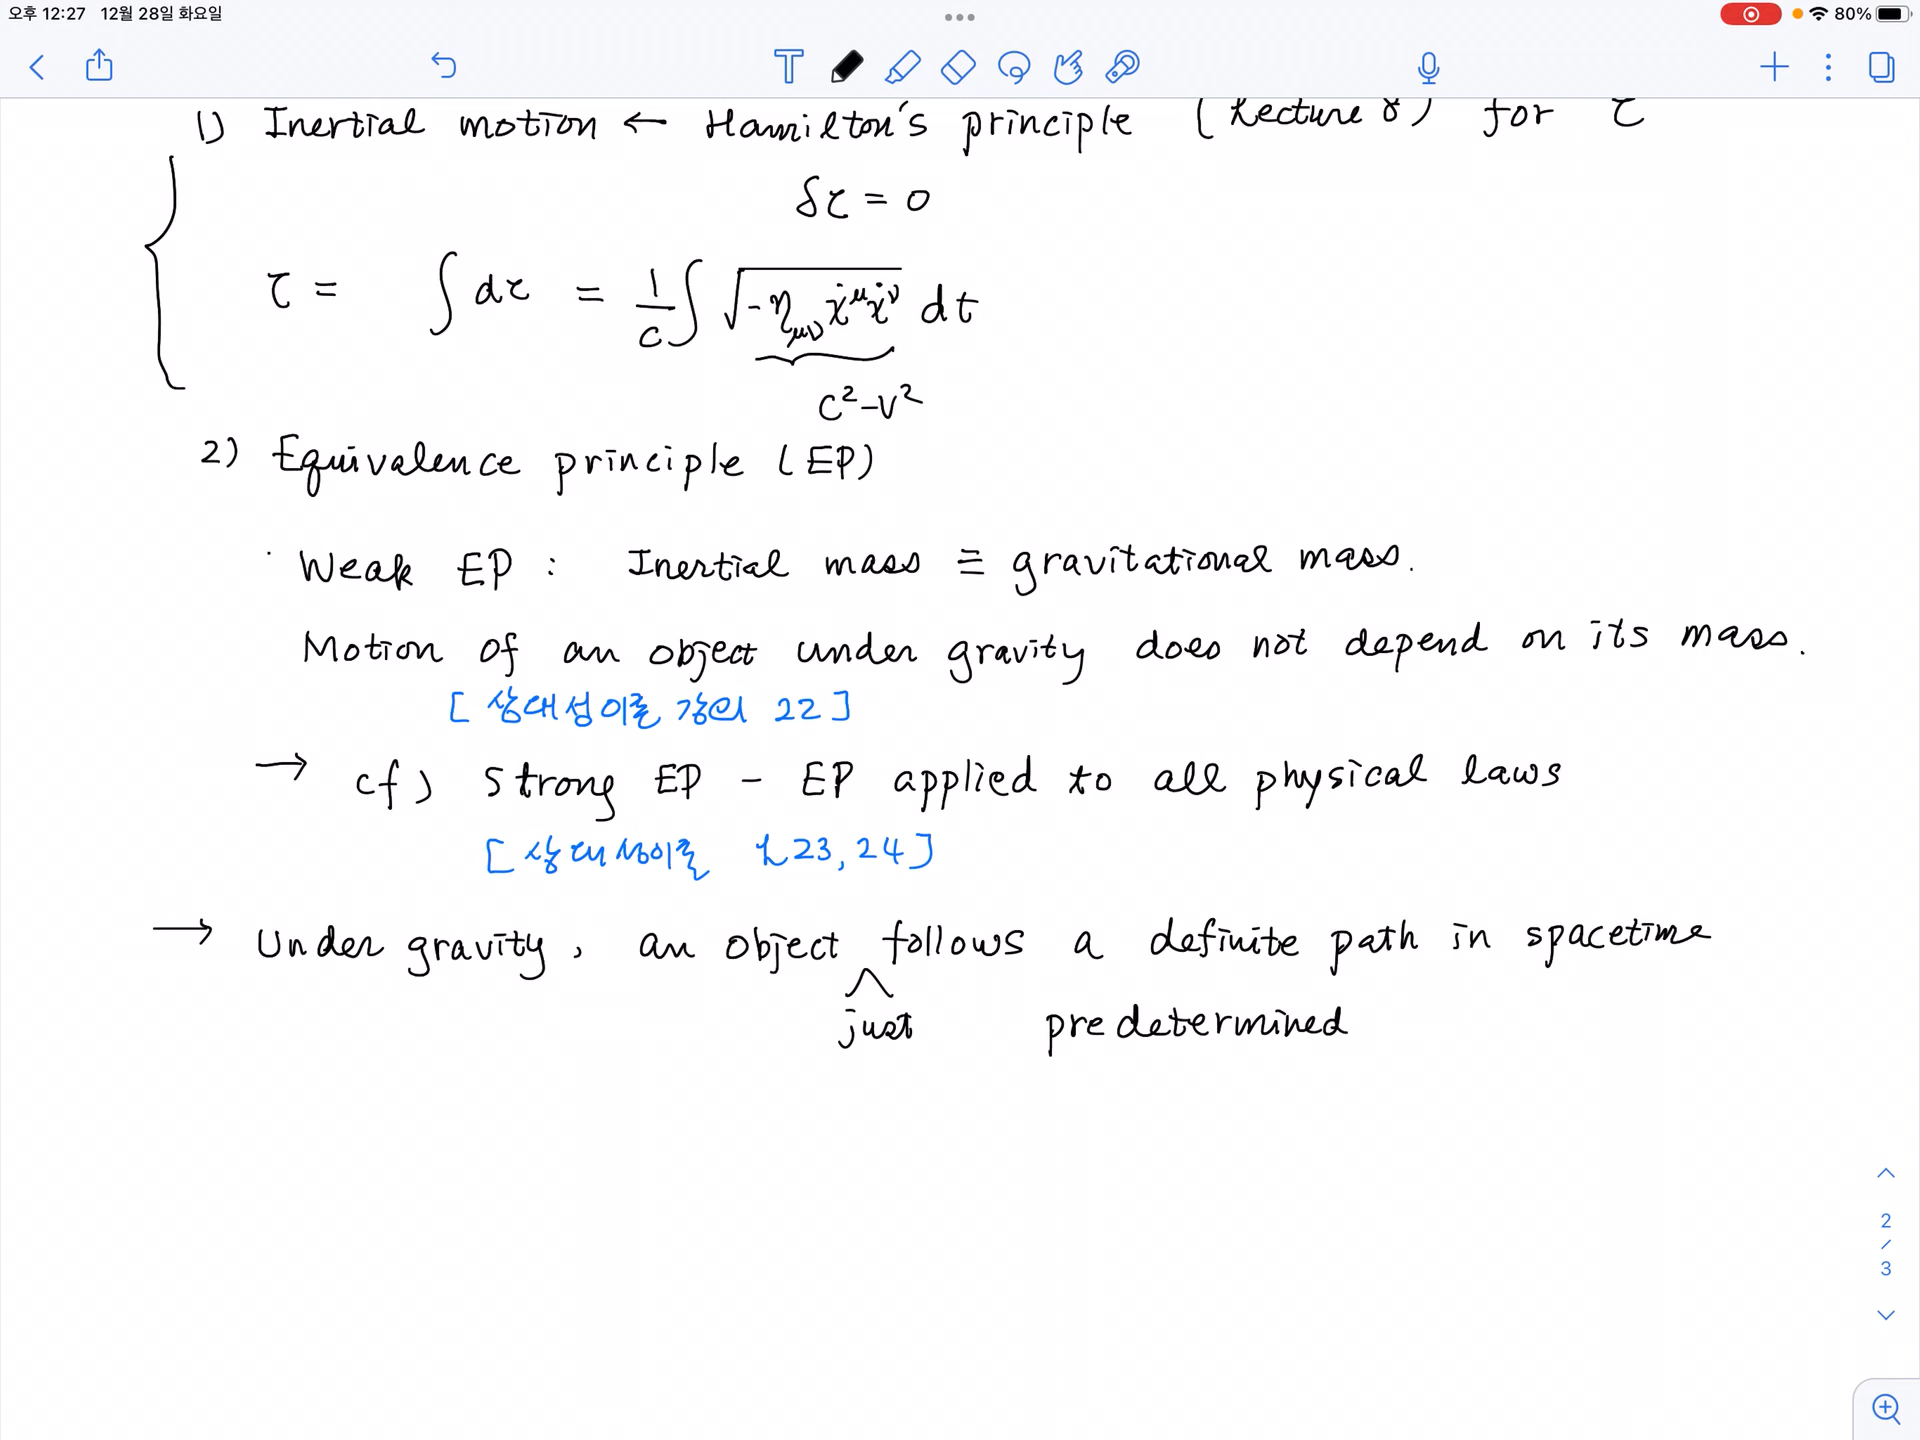 오후 12:27 12월 28일 화요일
80%
1) Inertial motion ← Hamilton's principle (Lecture 8) for τ
δτ = 0
τ = ∫ dτ = 1/c ∫ √(-η_μν ẋ^μ ẋ^ν) dt
c²-v²
2) Equivalence principle (EP)
· Weak EP : Inertial mass ≡ gravitational mass.
Motion of an object under gravity does not depend on its mass.
[상대성이론 강의 22]
→ cf) Strong EP - EP applied to all physical laws
[상대성이론 23, 24]
→ Under gravity, an object follows a definite path in spacetime
just predetermined
2
/
3